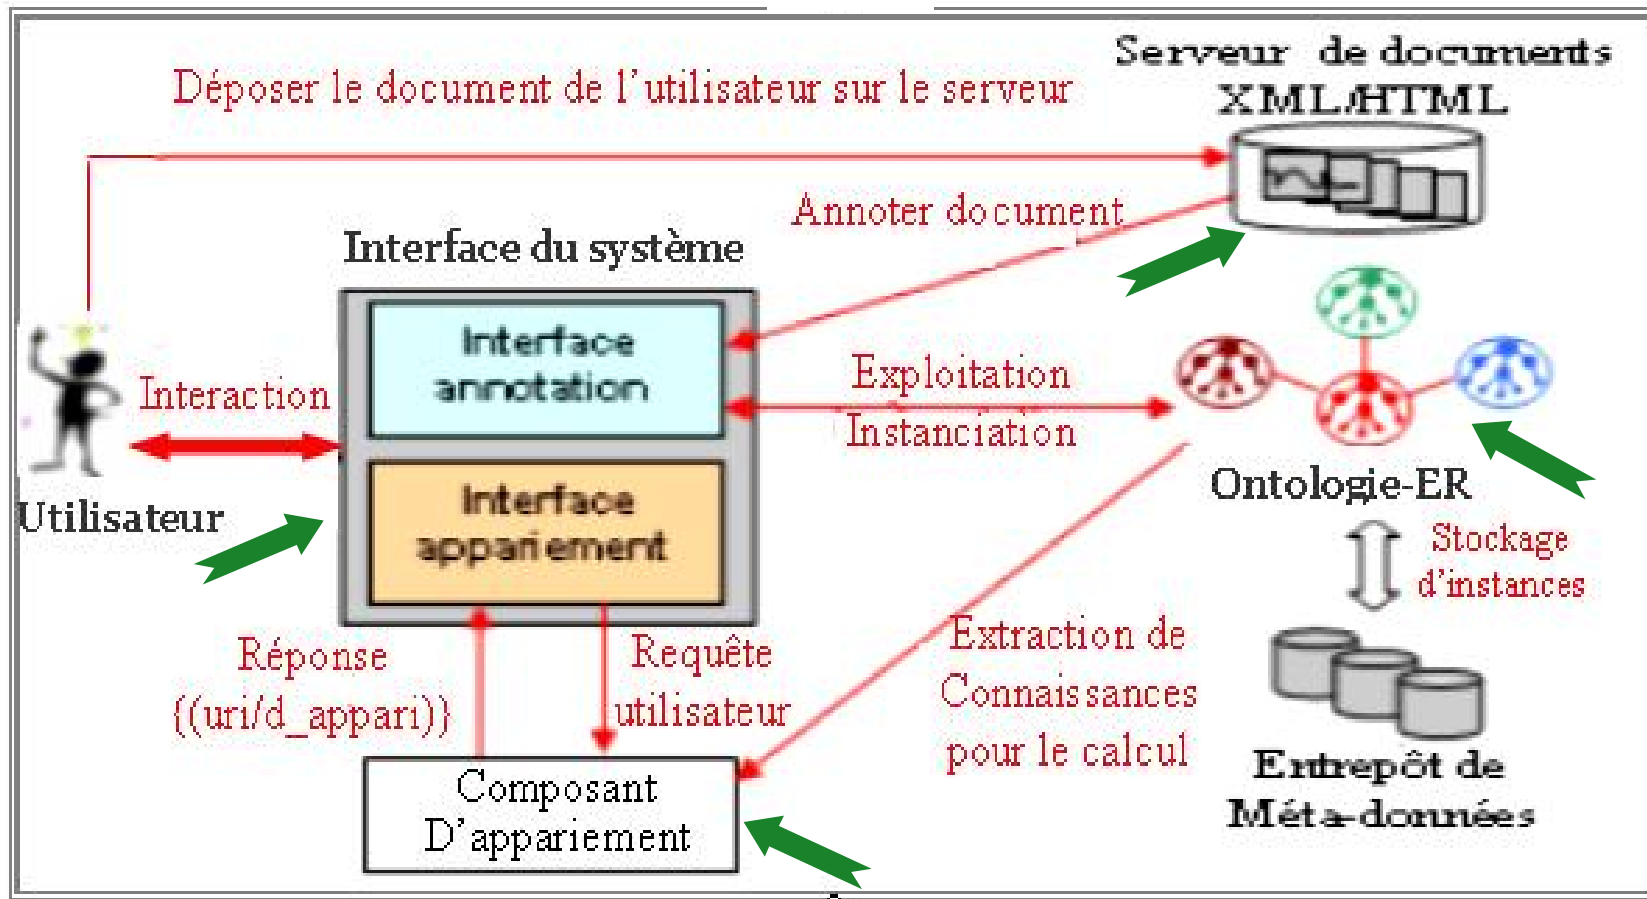 Serveur de documents
XML/HTML
Déposer le document de l'utilisateur sur le serveur
Annoter document
Interface du système
Interface
annotation
Interaction
Exploitation
Instanciation
Interface
appariement
Utilisateur
Ontologie-ER
Stockage
d'instances
Réponse
{(uri/d_appari)}
Requête
utilisateur
Extraction de
Connaissances
pour le calcul
Entrepôt de
Méta-données
Composant
D'appariement